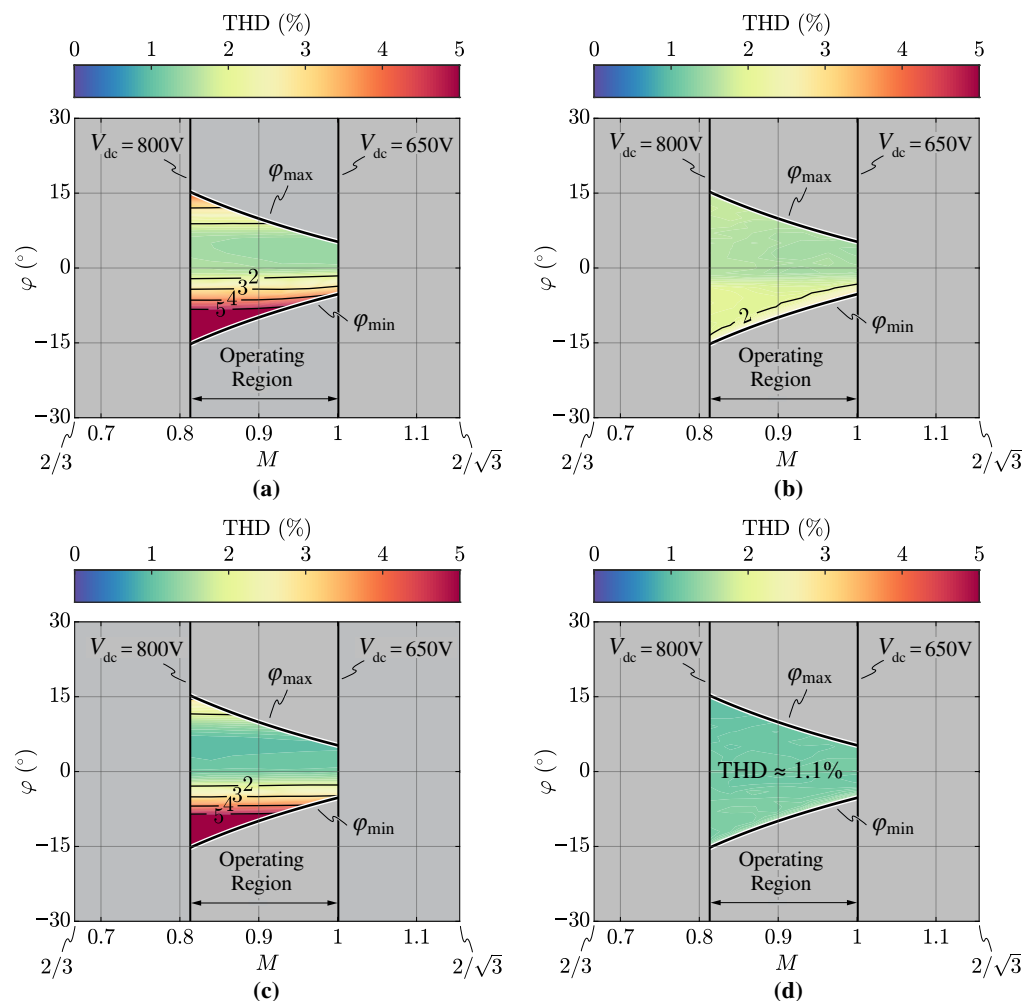 THD (%)
0 1 2 3 4 5
30
15
0
−15
−30
φ (°)
V_dc = 800V
V_dc = 650V
φ_max
2
3
4
5
φ_min
Operating
Region
0.7 0.8 0.9 1 1.1
2/3
M
2/√3
(a)
THD (%)
0 1 2 3 4 5
30
15
0
−15
−30
φ (°)
V_dc = 800V
V_dc = 650V
φ_max
2
φ_min
Operating
Region
0.7 0.8 0.9 1 1.1
2/3
M
2/√3
(b)
THD (%)
0 1 2 3 4 5
30
15
0
−15
−30
φ (°)
V_dc = 800V
V_dc = 650V
φ_max
2
3
4
5
φ_min
Operating
Region
0.7 0.8 0.9 1 1.1
2/3
M
2/√3
(c)
THD (%)
0 1 2 3 4 5
30
15
0
−15
−30
φ (°)
V_dc = 800V
V_dc = 650V
φ_max
THD ≈ 1.1%
φ_min
Operating
Region
0.7 0.8 0.9 1 1.1
2/3
M
2/√3
(d)